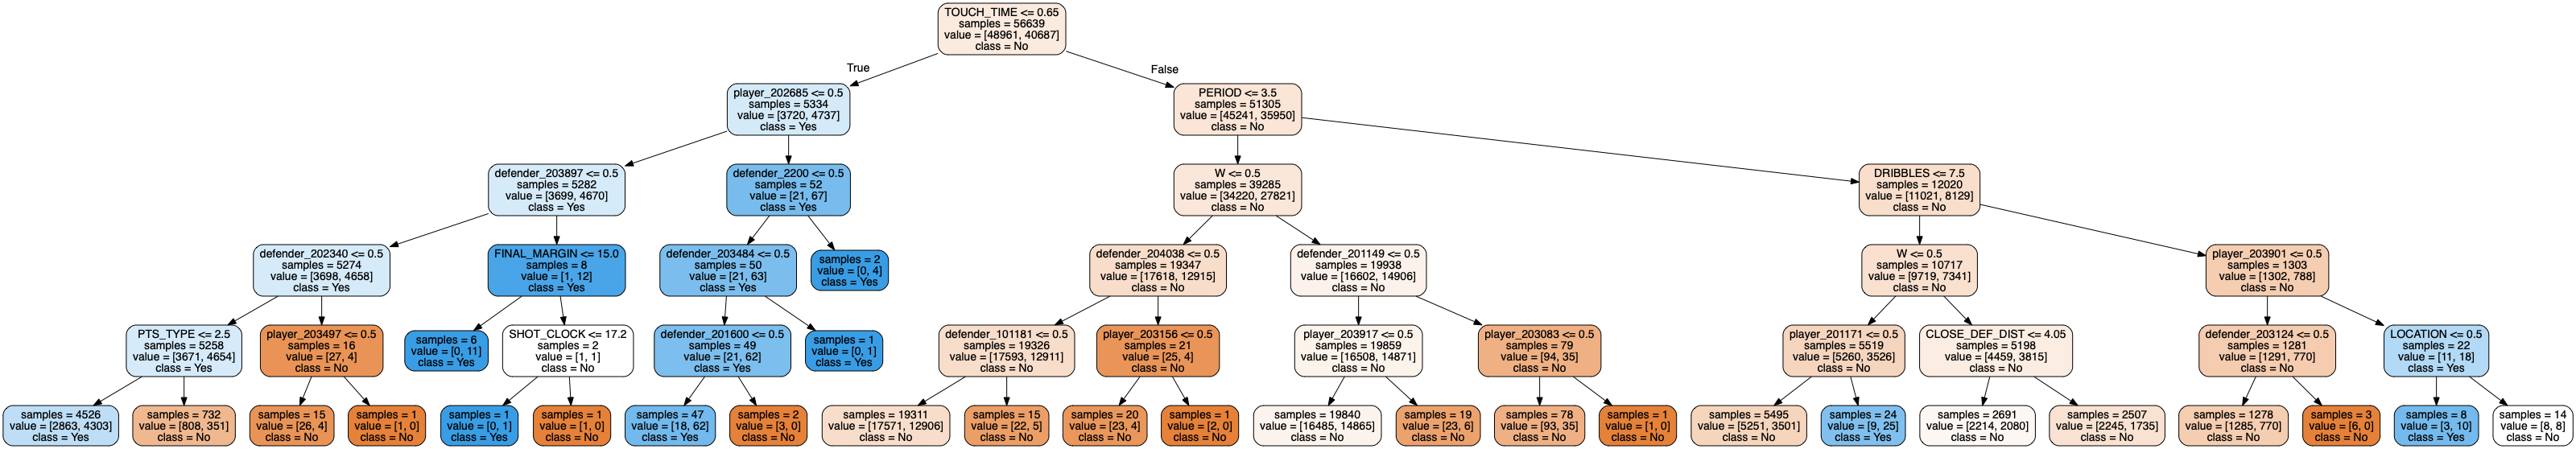 TOUCH_TIME <= 0.65
samples = 56639
value = [48961, 40687]
class = No
True
False
player_202685 <= 0.5
samples = 5334
value = [3720, 4737]
class = Yes
PERIOD <= 3.5
samples = 51305
value = [45241, 35950]
class = No
defender_203897 <= 0.5
samples = 5282
value = [3699, 4670]
class = Yes
defender_2200 <= 0.5
samples = 52
value = [21, 67]
class = Yes
W <= 0.5
samples = 39285
value = [34220, 27821]
class = No
DRIBBLES <= 7.5
samples = 12020
value = [11021, 8129]
class = No
defender_202340 <= 0.5
samples = 5274
value = [3698, 4658]
class = Yes
FINAL_MARGIN <= 15.0
samples = 8
value = [1, 12]
class = Yes
defender_203484 <= 0.5
samples = 50
value = [21, 63]
class = Yes
samples = 2
value = [0, 4]
class = Yes
defender_204038 <= 0.5
samples = 19347
value = [17618, 12915]
class = No
defender_201149 <= 0.5
samples = 19938
value = [16602, 14906]
class = No
W <= 0.5
samples = 10717
value = [9719, 7341]
class = No
player_203901 <= 0.5
samples = 1303
value = [1302, 788]
class = No
PTS_TYPE <= 2.5
samples = 5258
value = [3671, 4654]
class = Yes
player_203497 <= 0.5
samples = 16
value = [27, 4]
class = No
samples = 6
value = [0, 11]
class = Yes
SHOT_CLOCK <= 17.2
samples = 2
value = [1, 1]
class = No
defender_201600 <= 0.5
samples = 49
value = [21, 62]
class = Yes
samples = 1
value = [0, 1]
class = Yes
defender_101181 <= 0.5
samples = 19326
value = [17593, 12911]
class = No
player_203156 <= 0.5
samples = 21
value = [25, 4]
class = No
player_203917 <= 0.5
samples = 19859
value = [16508, 14871]
class = No
player_203083 <= 0.5
samples = 79
value = [94, 35]
class = No
player_201171 <= 0.5
samples = 5519
value = [5260, 3526]
class = No
CLOSE_DEF_DIST <= 4.05
samples = 5198
value = [4459, 3815]
class = No
defender_203124 <= 0.5
samples = 1281
value = [1291, 770]
class = No
LOCATION <= 0.5
samples = 22
value = [11, 18]
class = Yes
samples = 4526
value = [2863, 4303]
class = Yes
samples = 732
value = [808, 351]
class = No
samples = 15
value = [26, 4]
class = No
samples = 1
value = [1, 0]
class = No
samples = 1
value = [0, 1]
class = Yes
samples = 1
value = [1, 0]
class = No
samples = 47
value = [18, 62]
class = Yes
samples = 2
value = [3, 0]
class = No
samples = 19311
value = [17571, 12906]
class = No
samples = 15
value = [22, 5]
class = No
samples = 20
value = [23, 4]
class = No
samples = 1
value = [2, 0]
class = No
samples = 19840
value = [16485, 14865]
class = No
samples = 19
value = [23, 6]
class = No
samples = 78
value = [93, 35]
class = No
samples = 1
value = [1, 0]
class = No
samples = 5495
value = [5251, 3501]
class = No
samples = 24
value = [9, 25]
class = Yes
samples = 2691
value = [2214, 2080]
class = No
samples = 2507
value = [2245, 1735]
class = No
samples = 1278
value = [1285, 770]
class = No
samples = 3
value = [6, 0]
class = No
samples = 8
value = [3, 10]
class = Yes
samples = 14
value = [8, 8]
class = No